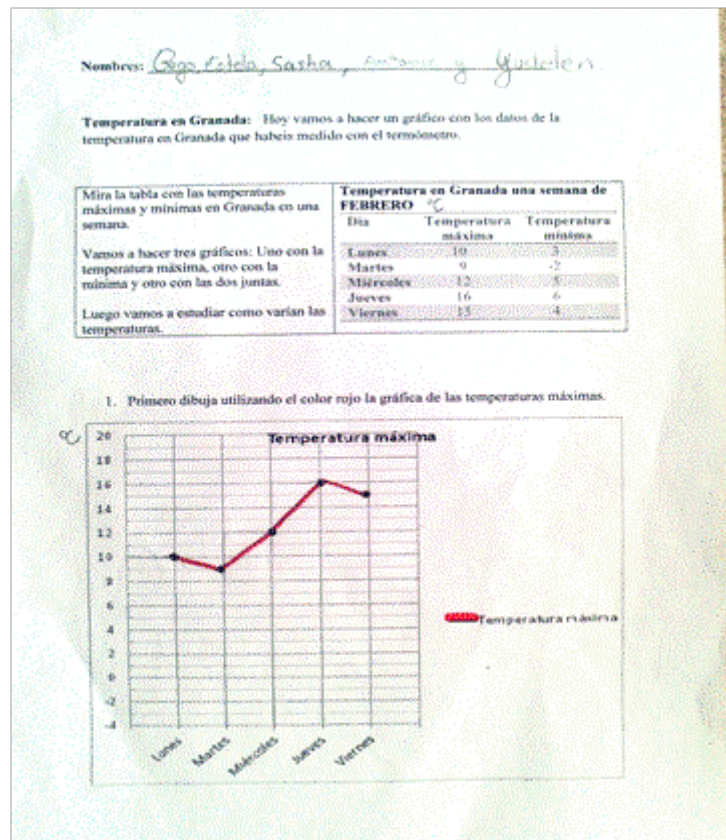 Nombres: Estela, Sasha, Antonio y
Temperatura en Granada: Hoy vamos a hacer un gráfico con los datos de la
temperatura en Granada que habeis medido con el termómetro.
Mira la tabla con las temperaturas
máximas y mínimas en Granada en una
semana.
Vamos a hacer tres gráficos: Uno con la
temperatura máxima, otro con la
mínima y otro con las dos juntas.
Luego vamos a estudiar como varían las
temperaturas.
Temperatura en Granada una semana de
FEBRERO ºC
Día Temperatura máxima Temperatura mínima
Lunes 10 3
Martes 9 -2
Miércoles 12 5
Jueves 16 6
Viernes 15 4
1. Primero dibuja utilizando el color rojo la gráfica de las temperaturas máximas.
ºC
Temperatura máxima
20
18
16
14
12
10
8
6
4
2
0
-2
-4
Lunes
Martes
Miércoles
Jueves
Viernes
Temperatura máxima